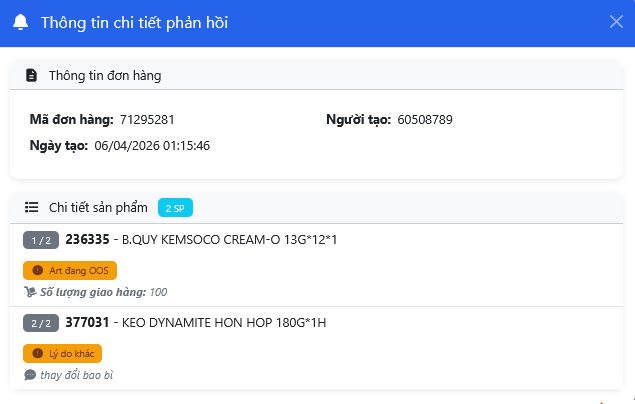 Thông tin chi tiết phản hồi
Thông tin đơn hàng
Mã đơn hàng: 71295281
Người tạo: 60508789
Ngày tạo: 06/04/2026 01:15:46
Chi tiết sản phẩm 2 SP
1 / 2 236335 - B.QUY KEMSOCO CREAM-O 13G*12*1
Art đang OOS
Số lượng giao hàng: 100
2 / 2 377031 - KEO DYNAMITE HON HOP 180G*1H
Lý do khác
thay đổi bao bì